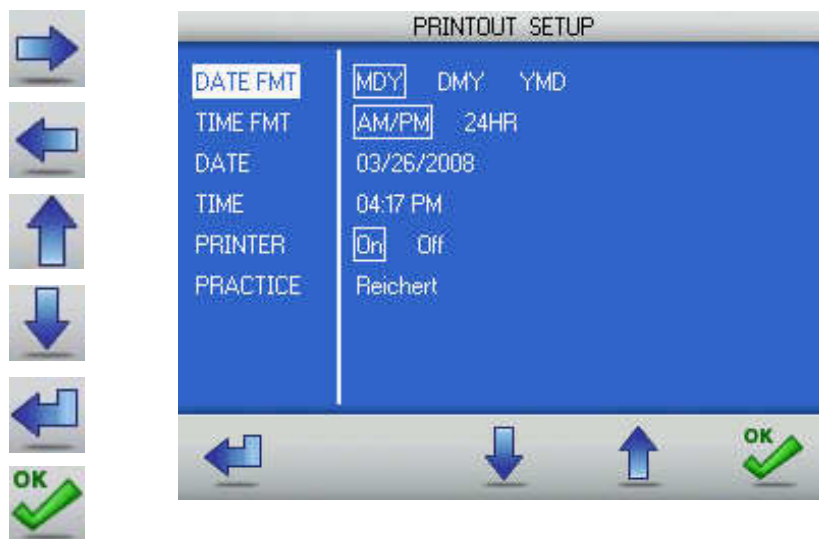 PRINTOUT SETUP
DATE FMT MDY DMY YMD
TIME FMT AM/PM 24HR
DATE 03/26/2008
TIME 04:17 PM
PRINTER On Off
PRACTICE Reichert
OK
OK